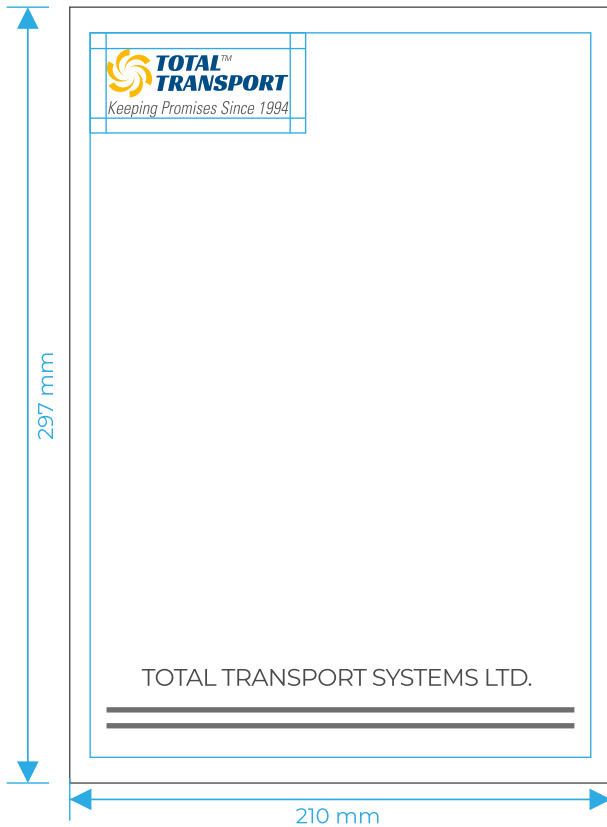 TOTAL™
TRANSPORT
Keeping Promises Since 1994
297 mm
TOTAL TRANSPORT SYSTEMS LTD.
210 mm